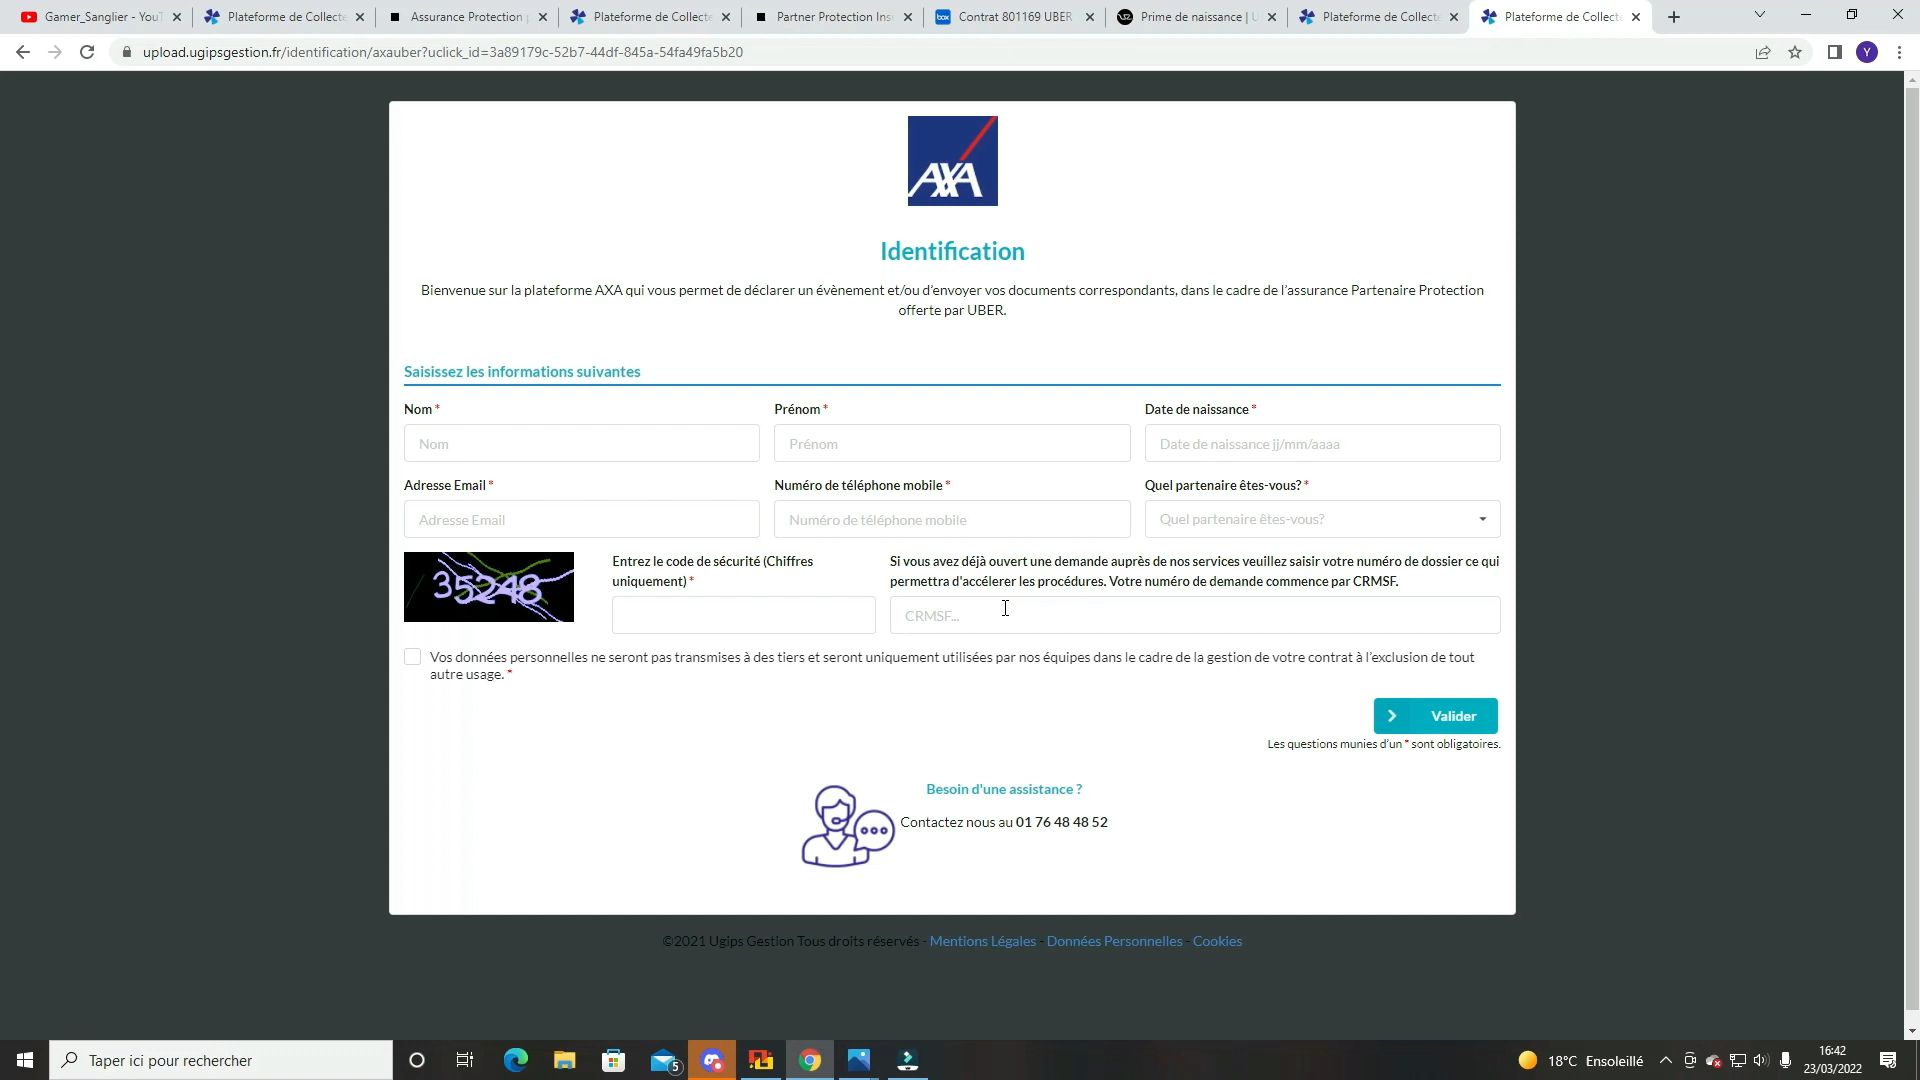 Gamer_Sanglier - YouT
Plateforme de Collecte
Assurance Protection
Plateforme de Collecte
Partner Protection Ins
Contrat 801169 UBER
Prime de naissance | U
Plateforme de Collecte
Plateforme de Collecte
upload.ugipsgestion.fr/identification/axauber?uclick_id=3a89179c-52b7-44df-845a-54fa49fa5b20
Y
AXA
Identification
Bienvenue sur la plateforme AXA qui vous permet de déclarer un évènement et/ou d'envoyer vos documents correspondants, dans le cadre de l'assurance Partenaire Protection
offerte par UBER.
Saisissez les informations suivantes
Nom *
Prénom *
Date de naissance *
Nom
Prénom
Date de naissance jj/mm/aaaa
Adresse Email *
Numéro de téléphone mobile *
Quel partenaire êtes-vous? *
Adresse Email
Numéro de téléphone mobile
Quel partenaire êtes-vous?
35248
Entrez le code de sécurité (Chiffres
uniquement) *
Si vous avez déjà ouvert une demande auprès de nos services veuillez saisir votre numéro de dossier ce qui
permettra d'accélerer les procédures. Votre numéro de demande commence par CRMSF.
CRMSF...
Vos données personnelles ne seront pas transmises à des tiers et seront uniquement utilisées par nos équipes dans le cadre de la gestion de votre contrat à l'exclusion de tout
autre usage. *
Valider
Les questions munies d'un * sont obligatoires.
Besoin d'une assistance ?
Contactez nous au 01 76 48 48 52
©2021 Ugips Gestion Tous droits réservés - Mentions Légales - Données Personnelles - Cookies
Taper ici pour rechercher
5
18°C Ensoleillé
16:42
23/03/2022